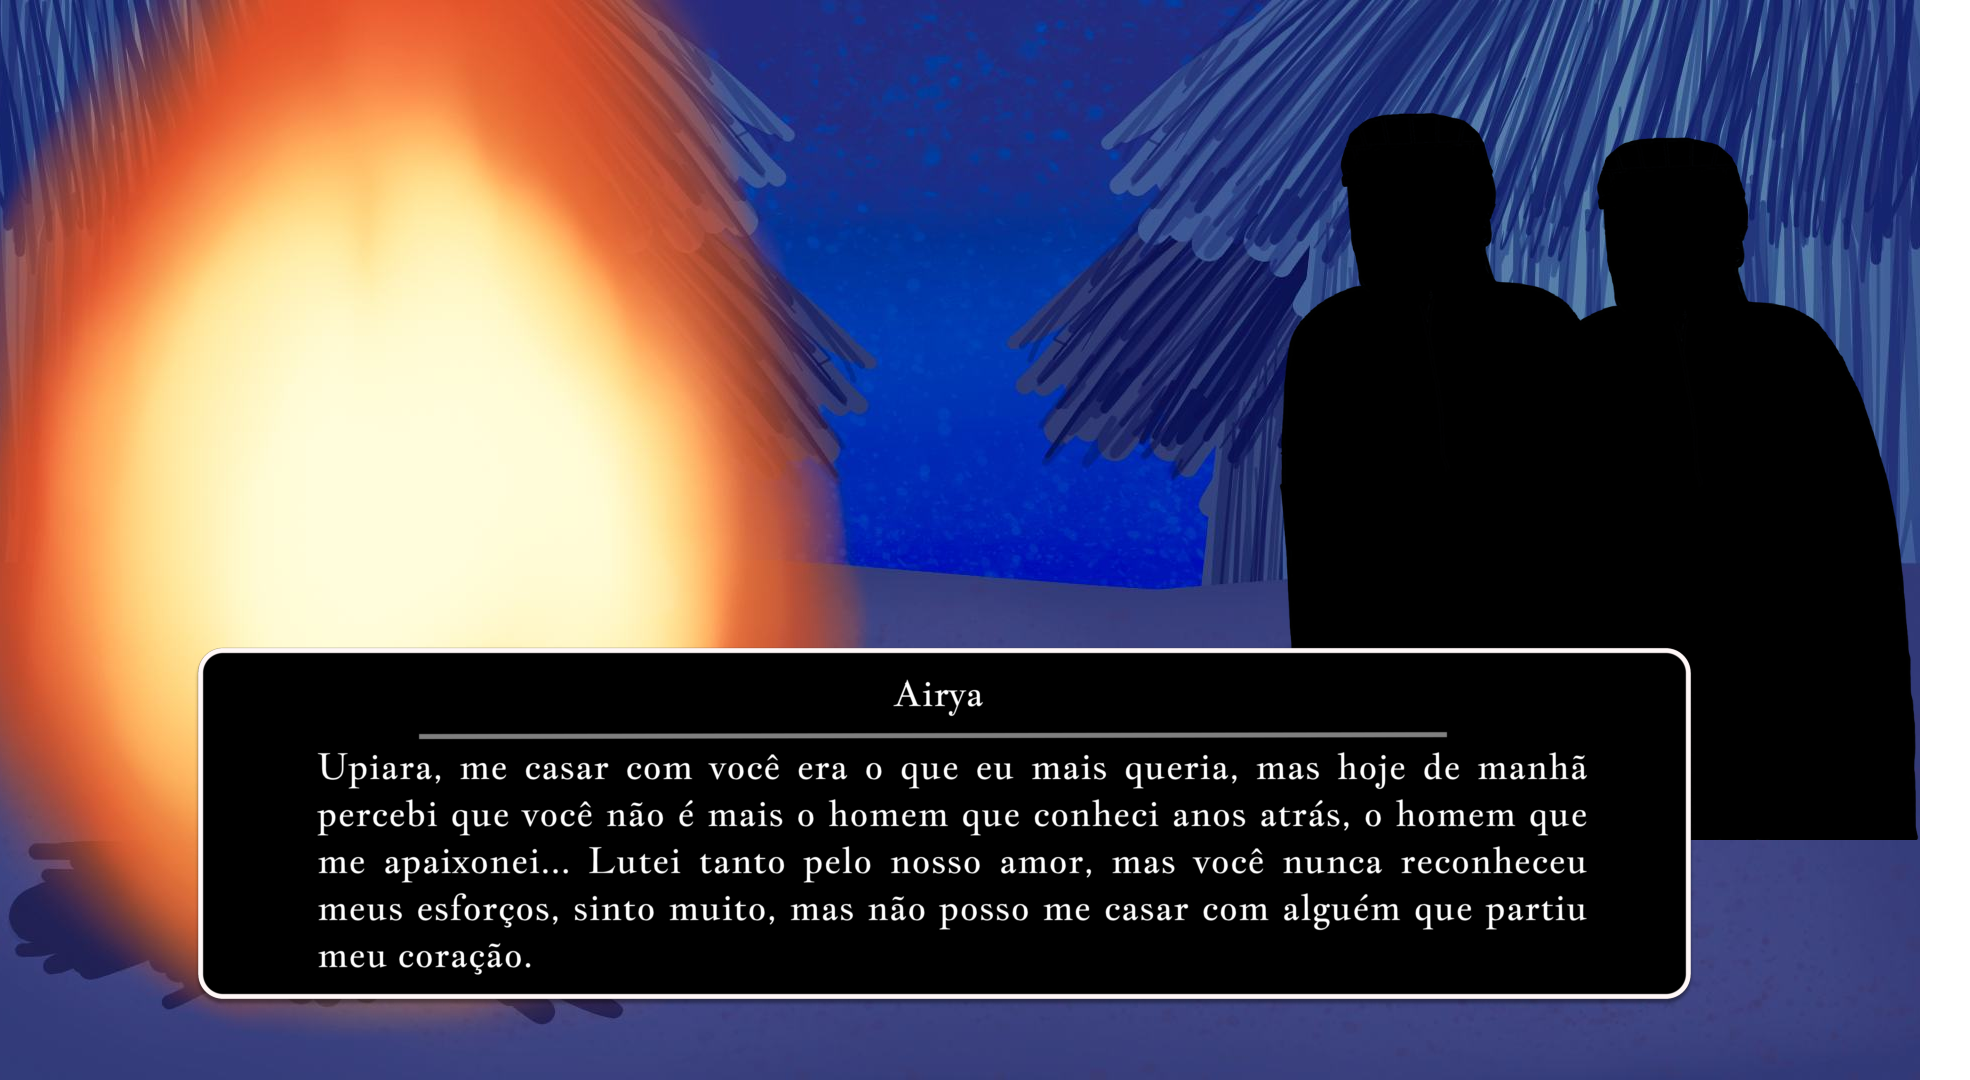 Airya
Upiara, me casar com você era o que eu mais queria, mas hoje de manhã
percebi que você não é mais o homem que conheci anos atrás, o homem que
me apaixonei... Lutei tanto pelo nosso amor, mas você nunca reconheceu
meus esforços, sinto muito, mas não posso me casar com alguém que partiu
meu coração.